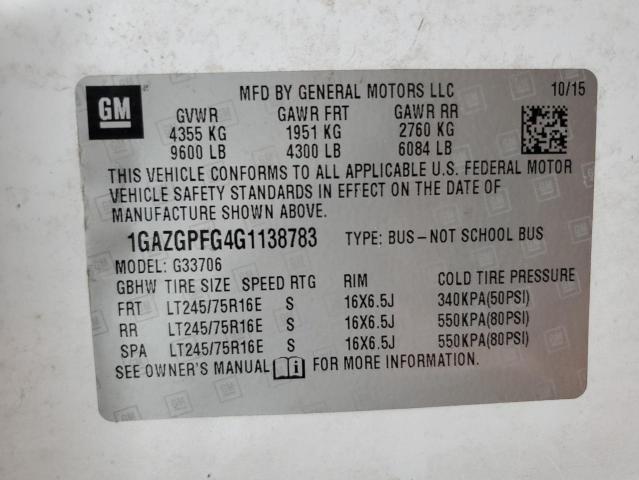 GM
MFD BY GENERAL MOTORS LLC 10/15
GVWR GAWR FRT GAWR RR
4355 KG 1951 KG 2760 KG
9600 LB 4300 LB 6084 LB
THIS VEHICLE CONFORMS TO ALL APPLICABLE U.S. FEDERAL MOTOR
VEHICLE SAFETY STANDARDS IN EFFECT ON THE DATE OF
MANUFACTURE SHOWN ABOVE.
1GAZGPFG4G1138783 TYPE: BUS-NOT SCHOOL BUS
MODEL: G33706
GBHW TIRE SIZE SPEED RTG RIM COLD TIRE PRESSURE
FRT LT245/75R16E S 16X6.5J 340KPA(50PSI)
RR LT245/75R16E S 16X6.5J 550KPA(80PSI)
SPA LT245/75R16E S 16X6.5J 550KPA(80PSI)
SEE OWNER'S MANUAL i FOR MORE INFORMATION.